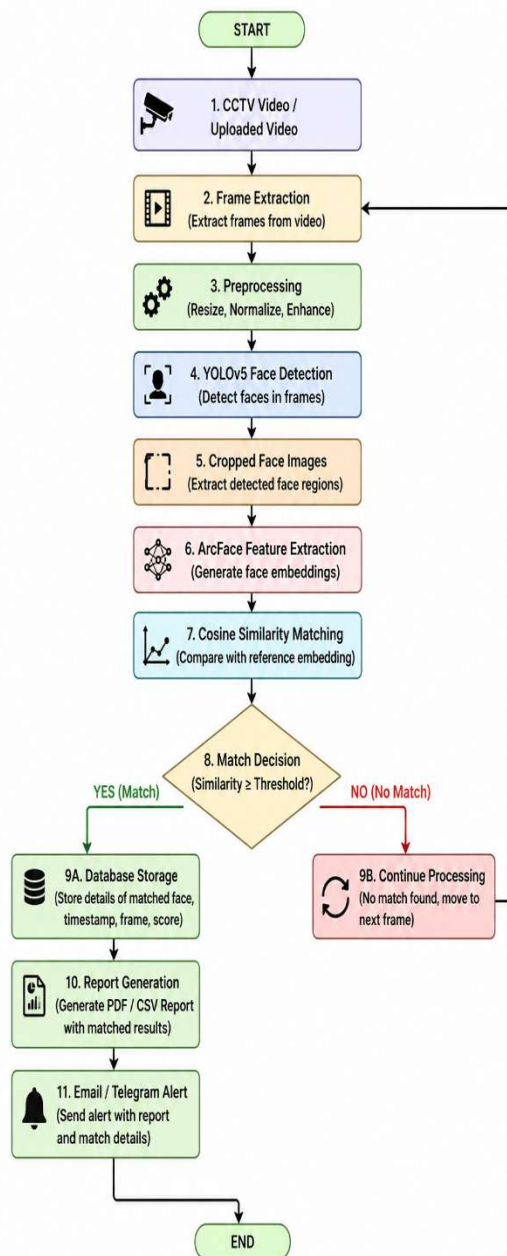 START
1. CCTV Video /
Uploaded Video
2. Frame Extraction
(Extract frames from video)
3. Preprocessing
(Resize, Normalize, Enhance)
4. YOLOv5 Face Detection
(Detect faces in frames)
5. Cropped Face Images
(Extract detected face regions)
6. ArcFace Feature Extraction
(Generate face embeddings)
7. Cosine Similarity Matching
(Compare with reference embedding)
8. Match Decision
(Similarity ≥ Threshold?)
YES (Match)
NO (No Match)
9A. Database Storage
(Store details of matched face,
timestamp, frame, score)
9B. Continue Processing
(No match found, move to
next frame)
10. Report Generation
(Generate PDF / CSV Report
with matched results)
11. Email / Telegram Alert
(Send alert with report
and match details)
END